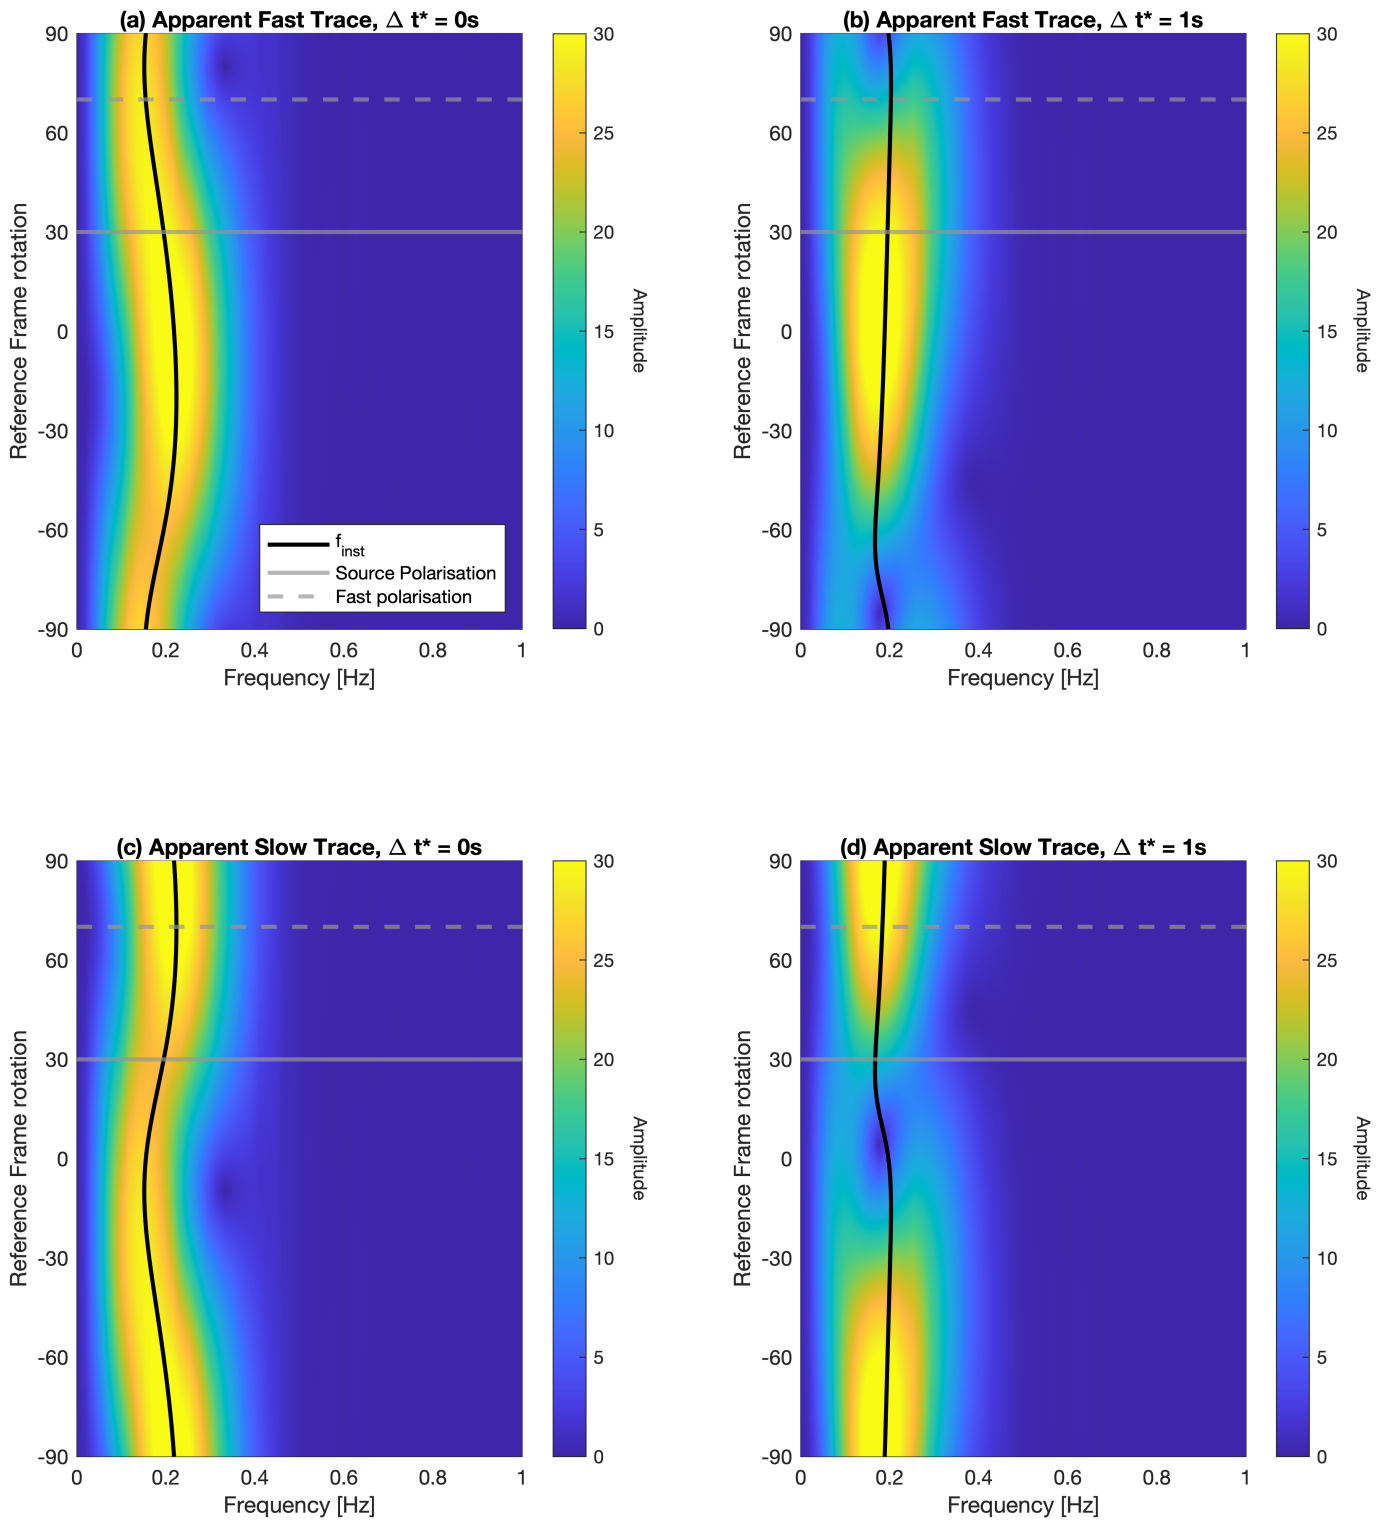 (a) Apparent Fast Trace, Δ t* = 0s
90
60
30
0
-30
-60
-90
Reference Frame rotation
0 0.2 0.4 0.6 0.8 1
Frequency [Hz]
f_inst
Source Polarisation
Fast polarisation
30
25
20
15
10
5
0
Amplitude
(b) Apparent Fast Trace, Δ t* = 1s
90
60
30
0
-30
-60
-90
Reference Frame rotation
0 0.2 0.4 0.6 0.8 1
Frequency [Hz]
30
25
20
15
10
5
0
Amplitude
(c) Apparent Slow Trace, Δ t* = 0s
90
60
30
0
-30
-60
-90
Reference Frame rotation
0 0.2 0.4 0.6 0.8 1
Frequency [Hz]
30
25
20
15
10
5
0
Amplitude
(d) Apparent Slow Trace, Δ t* = 1s
90
60
30
0
-30
-60
-90
Reference Frame rotation
0 0.2 0.4 0.6 0.8 1
Frequency [Hz]
30
25
20
15
10
5
0
Amplitude